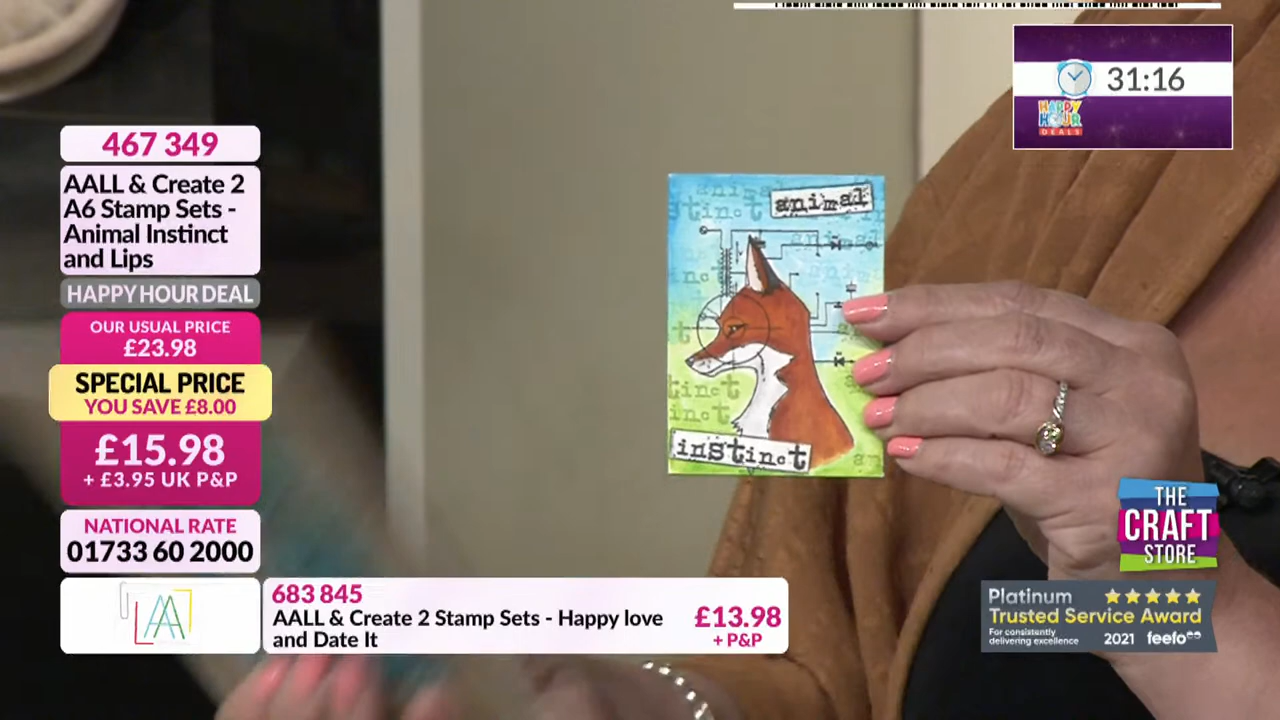 31:16
HAPPY
HOUR
DEALS
467 349
AALL & Create 2
A6 Stamp Sets -
Animal Instinct
and Lips
HAPPY HOUR DEAL
OUR USUAL PRICE
£23.98
SPECIAL PRICE
YOU SAVE £8.00
£15.98
+ £3.95 UK P&P
NATIONAL RATE
01733 60 2000
animal
instinct
THE
CRAFT
STORE
683 845
AALL & Create 2 Stamp Sets - Happy love
and Date It
£13.98
+ P&P
Platinum
Trusted Service Award
For consistently
delivering excellence
2021 feefo